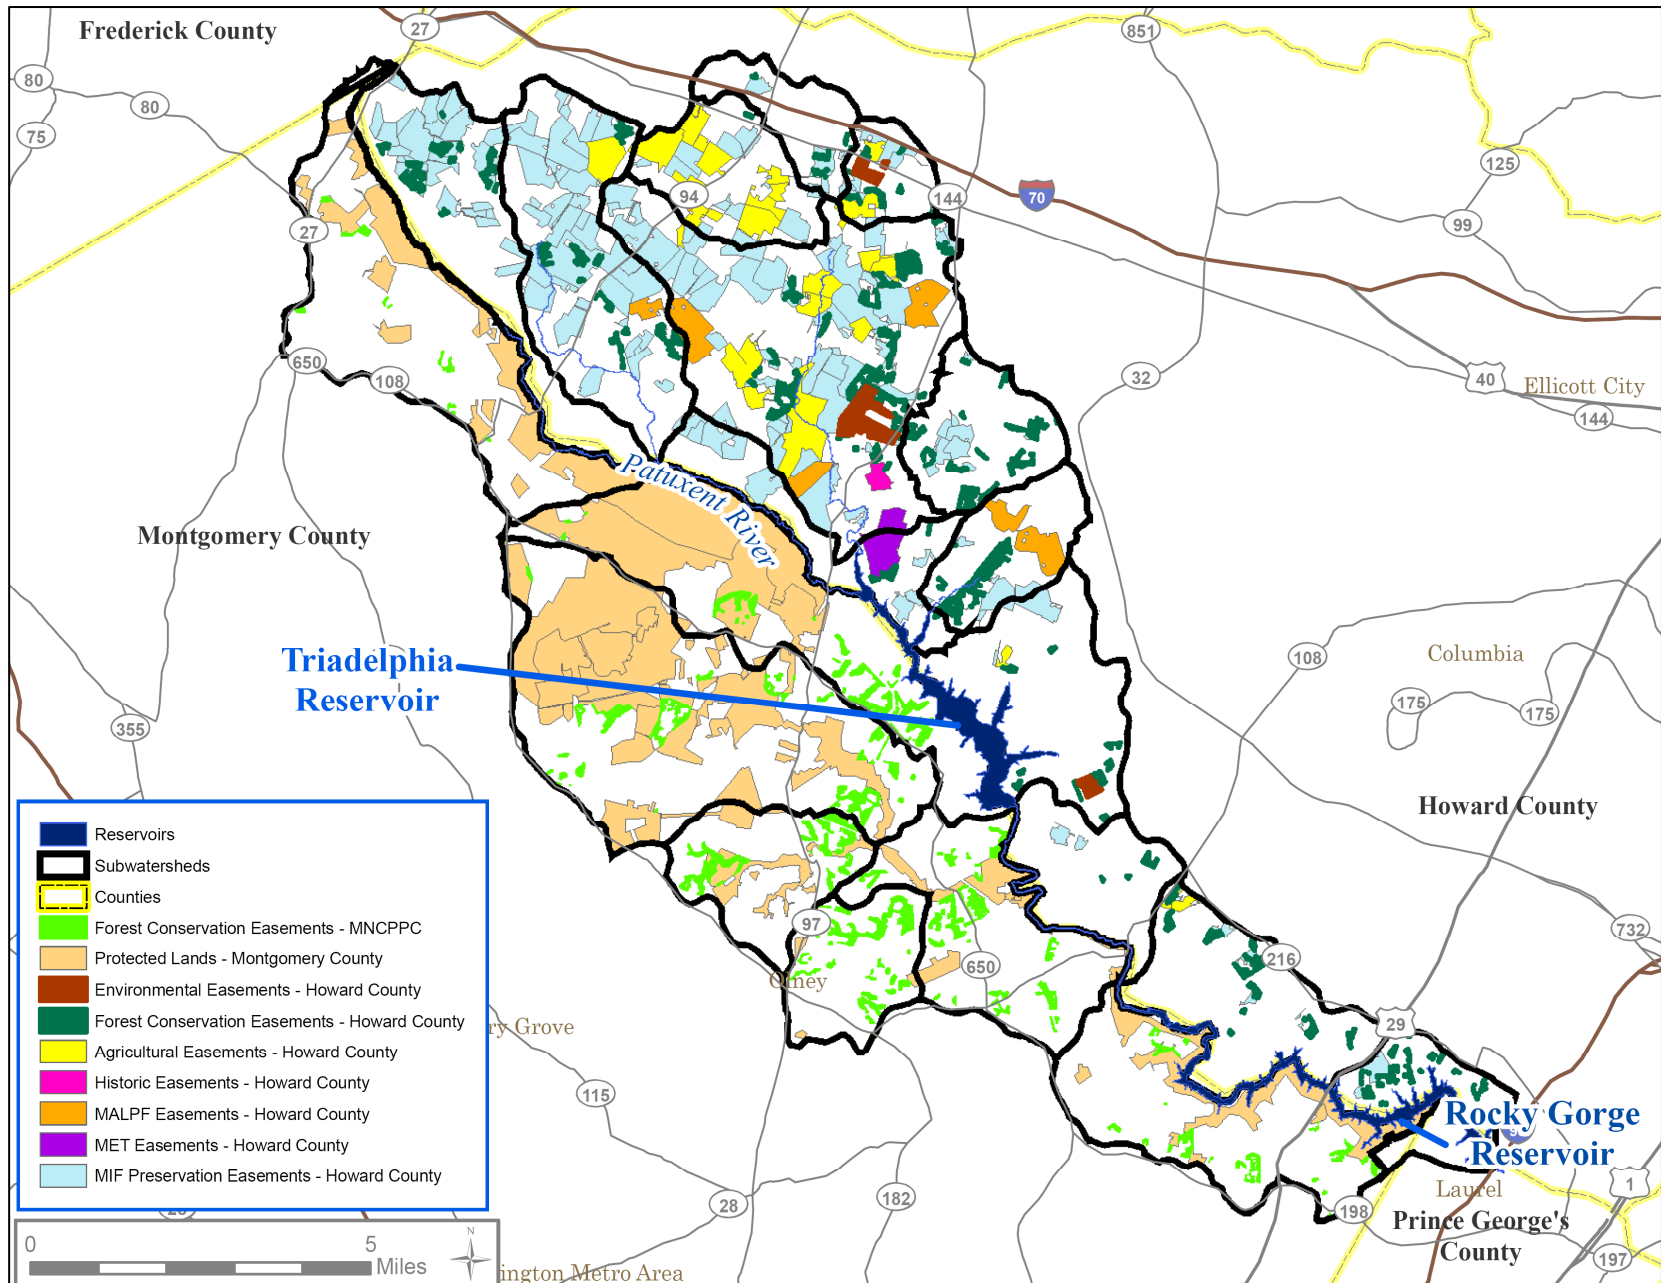 Frederick County
27
851
80
80
75
125
94
144
70
99
27
650
108
32
40
Ellicott City
144
Patuxent River
Montgomery County
Triadelphia
Reservoir
108
Columbia
175
175
355
Howard County
Reservoirs
Subwatersheds
Counties
Forest Conservation Easements - MNCPPC
Protected Lands - Montgomery County
Environmental Easements - Howard County
Forest Conservation Easements - Howard County
Agricultural Easements - Howard County
Historic Easements - Howard County
MALPF Easements - Howard County
MET Easements - Howard County
MIF Preservation Easements - Howard County
97
732
650
216
Olney
29
ry Grove
115
Rocky Gorge
Reservoir
28
182
Laurel
1
198
Prince George's
County
197
0
5
Miles
N
ington Metro Area